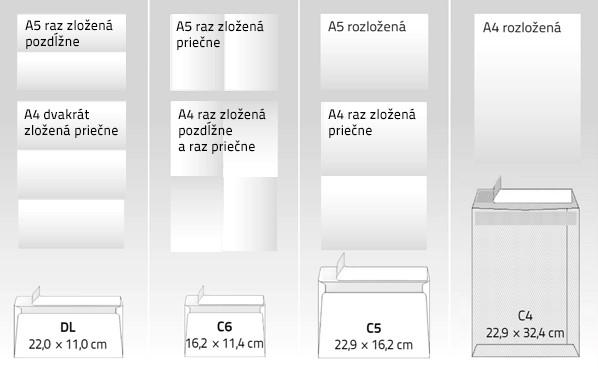 A5 raz zložená
pozdĺžne
A4 dvakrát
zložená priečne
DL
22,0 × 11,0 cm
A5 raz zložená
priečne
A4 raz zložená
pozdĺžne
a raz priečne
C6
16,2 × 11,4 cm
A5 rozložená
A4 raz zložená
priečne
C5
22,9 × 16,2 cm
A4 rozložená
C4
22,9 × 32,4 cm